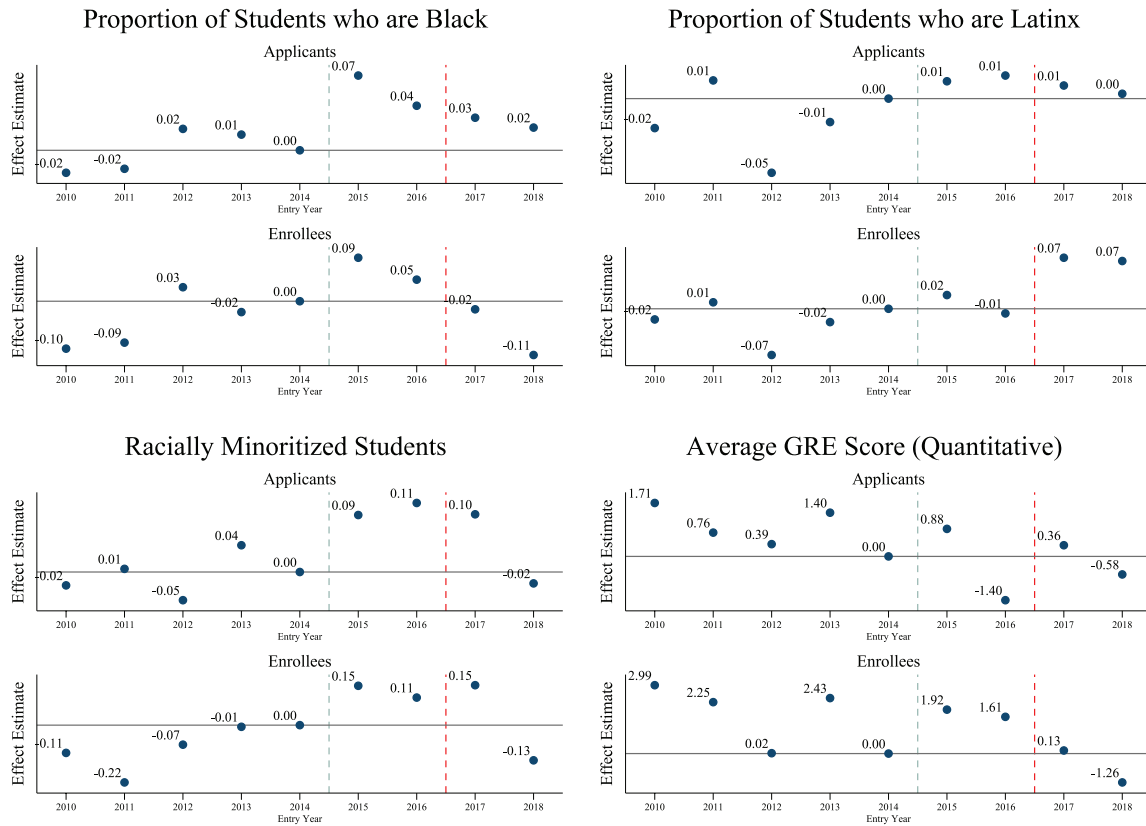 Proportion of Students who are Black
Applicants
Effect Estimate
-0.02
-0.02
0.02
0.01
0.00
0.07
0.04
0.03
0.02
2010 2011 2012 2013 2014 2015 2016 2017 2018
Entry Year
Enrollees
Effect Estimate
-0.10
-0.09
0.03
-0.02
0.00
0.09
0.05
-0.02
-0.11
2010 2011 2012 2013 2014 2015 2016 2017 2018
Entry Year
Proportion of Students who are Latinx
Applicants
Effect Estimate
-0.02
0.01
-0.05
-0.01
0.00
0.01
0.01
0.01
0.00
2010 2011 2012 2013 2014 2015 2016 2017 2018
Entry Year
Enrollees
Effect Estimate
-0.02
0.01
-0.07
-0.02
0.00
0.02
-0.01
0.07
0.07
2010 2011 2012 2013 2014 2015 2016 2017 2018
Entry Year
Racially Minoritized Students
Applicants
Effect Estimate
-0.02
0.01
-0.05
0.04
0.00
0.09
0.11
0.10
-0.02
2010 2011 2012 2013 2014 2015 2016 2017 2018
Entry Year
Enrollees
Effect Estimate
-0.11
-0.22
-0.07
-0.01
0.00
0.15
0.11
0.15
-0.13
2010 2011 2012 2013 2014 2015 2016 2017 2018
Entry Year
Average GRE Score (Quantitative)
Applicants
Effect Estimate
1.71
0.76
0.39
1.40
0.00
0.88
-1.40
0.36
-0.58
2010 2011 2012 2013 2014 2015 2016 2017 2018
Entry Year
Enrollees
Effect Estimate
2.99
2.25
0.02
2.43
0.00
1.92
1.61
0.13
-1.26
2010 2011 2012 2013 2014 2015 2016 2017 2018
Entry Year